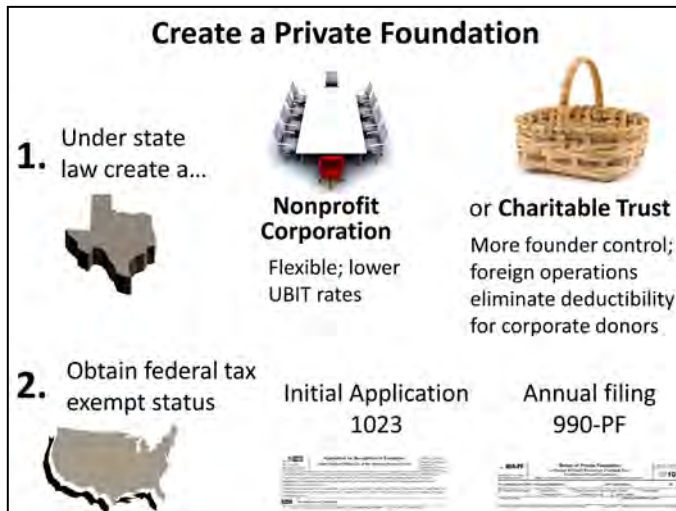 Create a Private Foundation
1. Under state
law create a...
Nonprofit
Corporation
Flexible; lower
UBIT rates
or Charitable Trust
More founder control;
foreign operations
eliminate deductibility
for corporate donors
2. Obtain federal tax
exempt status
Initial Application
1023
Annual filing
990-PF